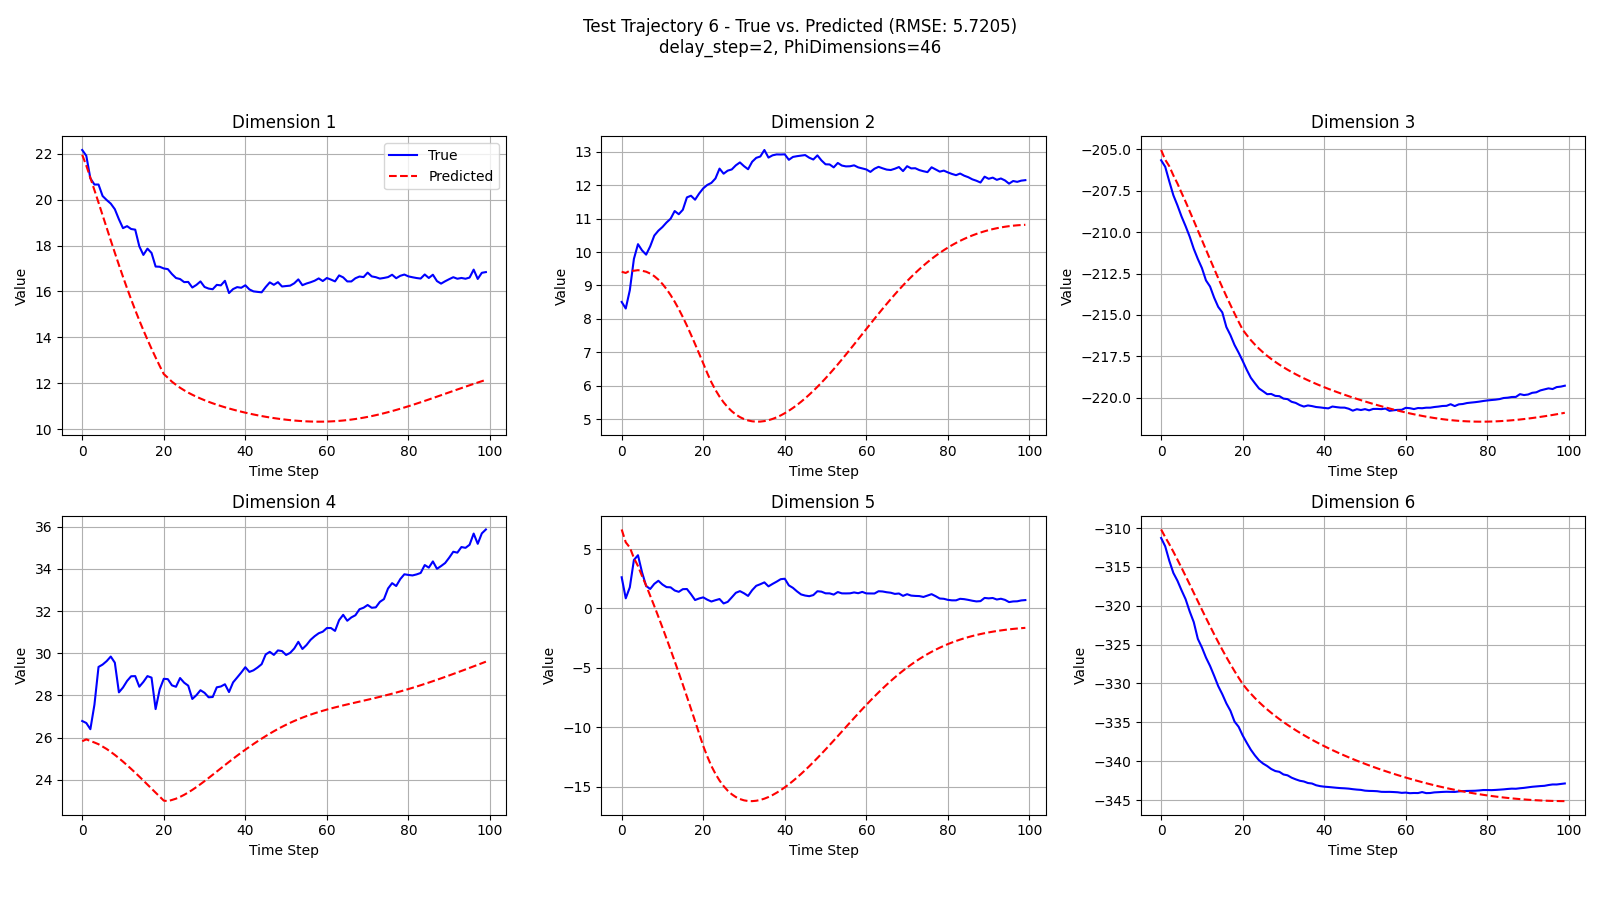 Test Trajectory 6 - True vs. Predicted (RMSE: 5.7205)
delay_step=2, PhiDimensions=46
Dimension 1
Value
22
20
18
16
14
12
10
0 20 40 60 80 100
Time Step
True
Predicted
Dimension 2
Value
13
12
11
10
9
8
7
6
5
0 20 40 60 80 100
Time Step
Dimension 3
Value
−205.0
−207.5
−210.0
−212.5
−215.0
−217.5
−220.0
0 20 40 60 80 100
Time Step
Dimension 4
Value
36
34
32
30
28
26
24
0 20 40 60 80 100
Time Step
Dimension 5
Value
5
0
−5
−10
−15
0 20 40 60 80 100
Time Step
Dimension 6
Value
−310
−315
−320
−325
−330
−335
−340
−345
0 20 40 60 80 100
Time Step